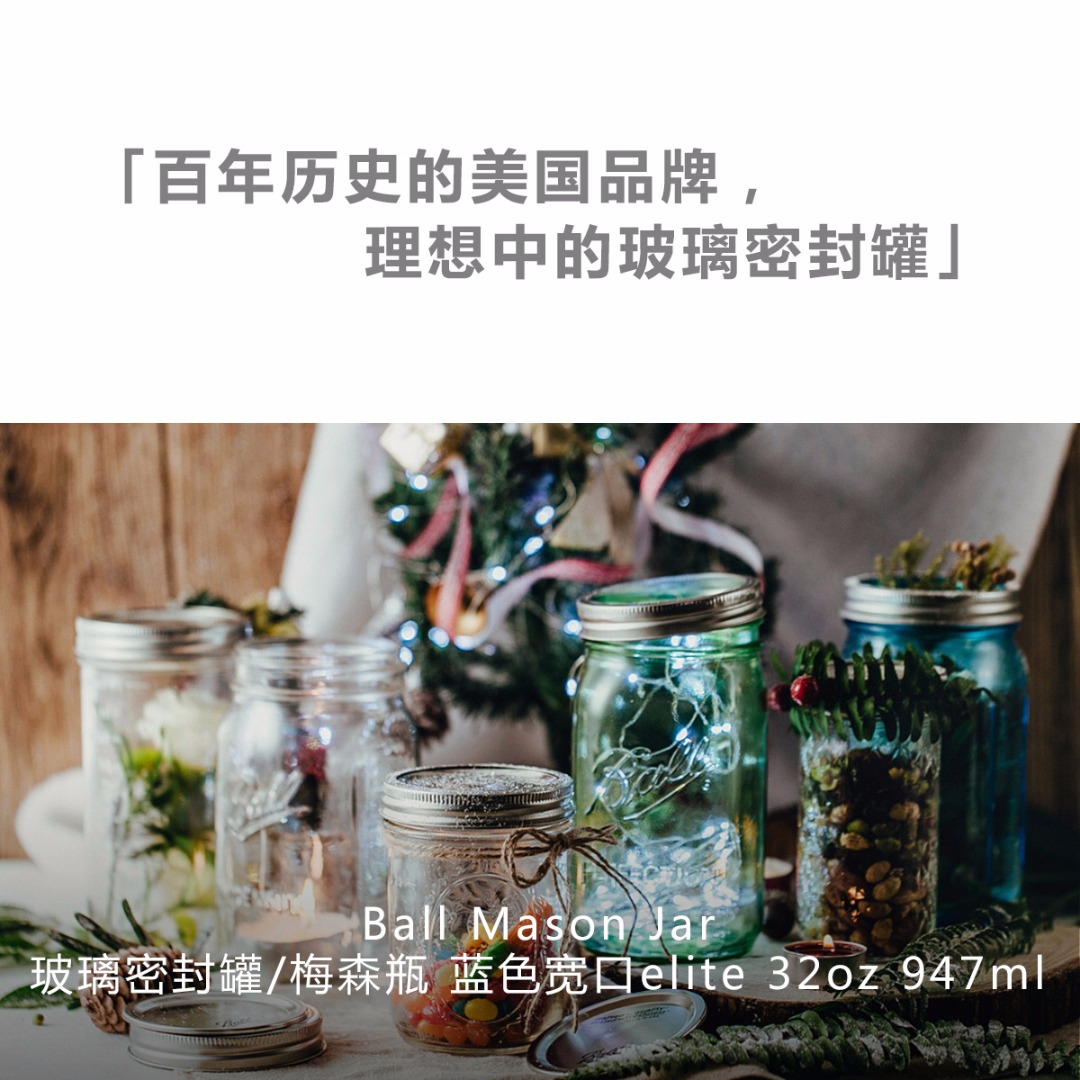 「百年历史的美国品牌，
理想中的玻璃密封罐」
Ball
Ball Mason Jar
玻璃密封罐/梅森瓶 蓝色宽口elite 32oz 947ml